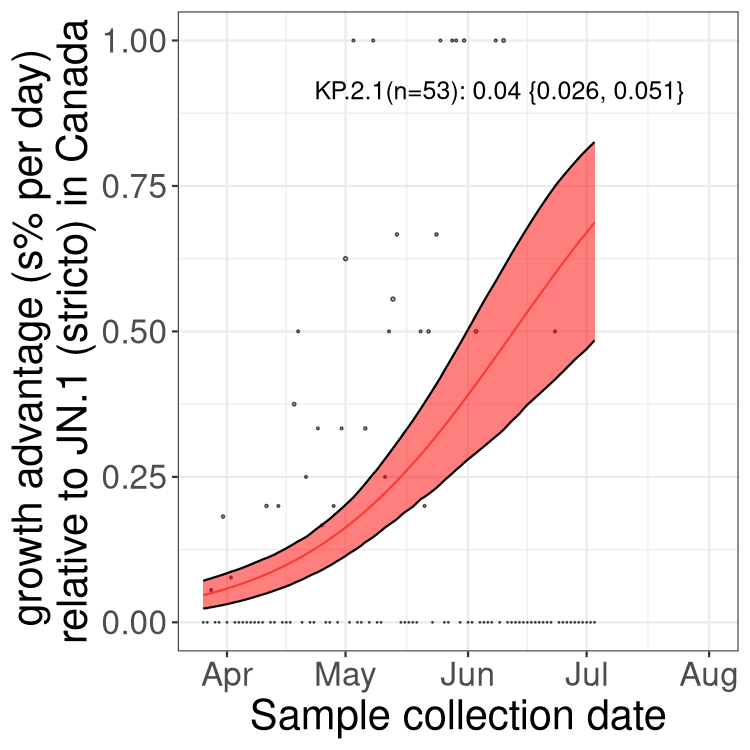 growth advantage (s% per day)
relative to JN.1 (stricto) in Canada
1.00
0.75
0.50
0.25
0.00
KP.2.1(n=53): 0.04 {0.026, 0.051}
Apr May Jun Jul Aug
Sample collection date